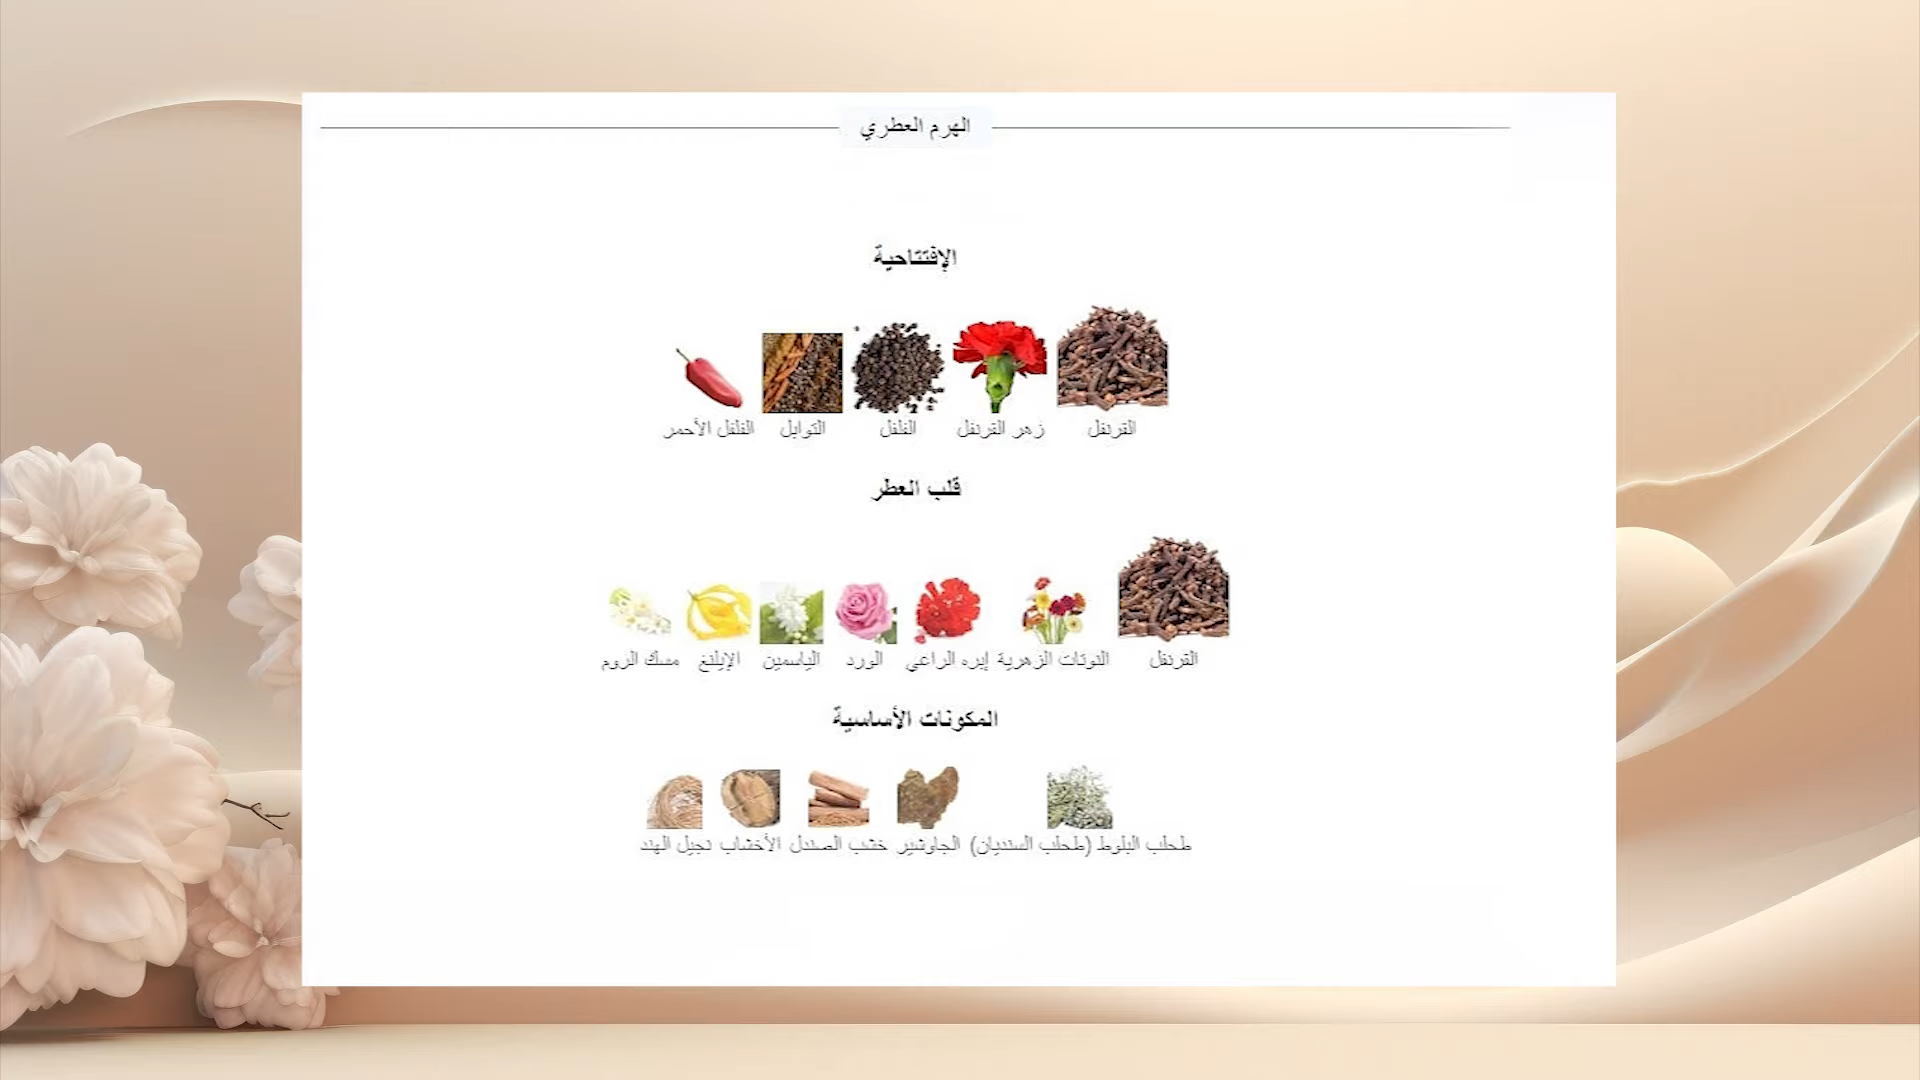 الهرم العطري
الإفتتاحية
القرنفل زهر القرنفل الفلفل التوابل الفلفل الأحمر
قلب العطر
القرنفل النوتات الزهرية إبره الراعي الورد الياسمين الإيلنغ مسك الروم
المكونات الأساسية
طحلب البلوط (طحلب السنديان) الجاوشير خشب الصندل الأخشاب نجيل الهند